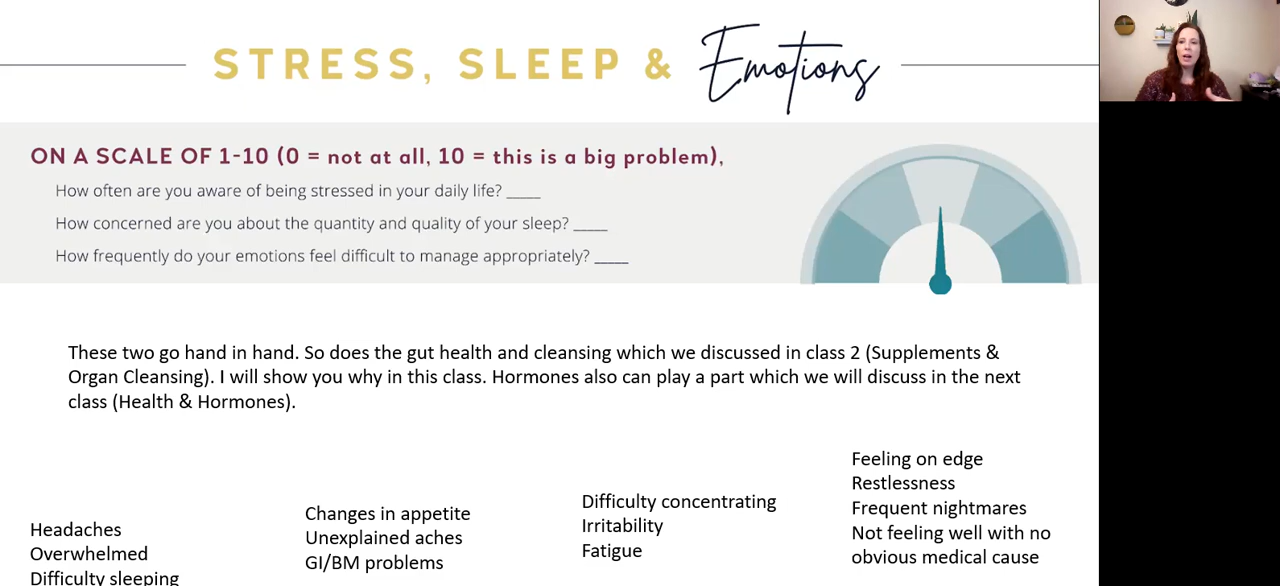 STRESS, SLEEP & Emotions
ON A SCALE OF 1-10 (0 = not at all, 10 = this is a big problem),
How often are you aware of being stressed in your daily life? _____
How concerned are you about the quantity and quality of your sleep? _____
How frequently do your emotions feel difficult to manage appropriately? _____
These two go hand in hand. So does the gut health and cleansing which we discussed in class 2 (Supplements &
Organ Cleansing). I will show you why in this class. Hormones also can play a part which we will discuss in the next
class (Health & Hormones).
Headaches
Overwhelmed
Difficulty sleeping
Changes in appetite
Unexplained aches
GI/BM problems
Difficulty concentrating
Irritability
Fatigue
Feeling on edge
Restlessness
Frequent nightmares
Not feeling well with no
obvious medical cause